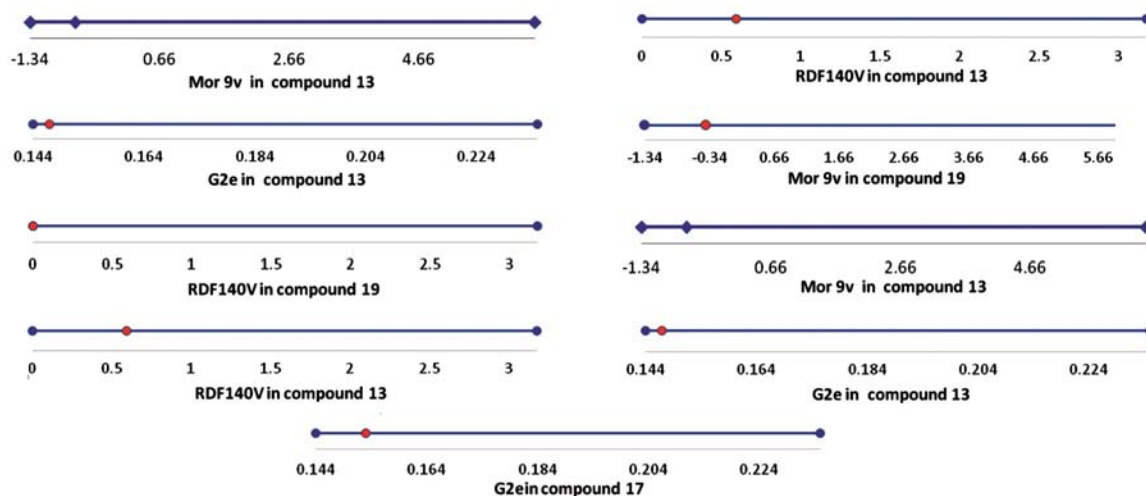 -1.34 0.66 2.66 4.66
Mor 9v in compound 13
0 0.5 1 1.5 2 2.5 3
RDF140V in compound 13
0.144 0.164 0.184 0.204 0.224
G2e in compound 13
-1.34 -0.34 0.66 1.66 2.66 3.66 4.66 5.66
Mor 9v in compound 19
0 0.5 1 1.5 2 2.5 3
RDF140V in compound 19
-1.34 0.66 2.66 4.66
Mor 9v in compound 13
0 0.5 1 1.5 2 2.5 3
RDF140V in compound 13
0.144 0.164 0.184 0.204 0.224
G2e in compound 13
0.144 0.164 0.184 0.204 0.224
G2ein compound 17